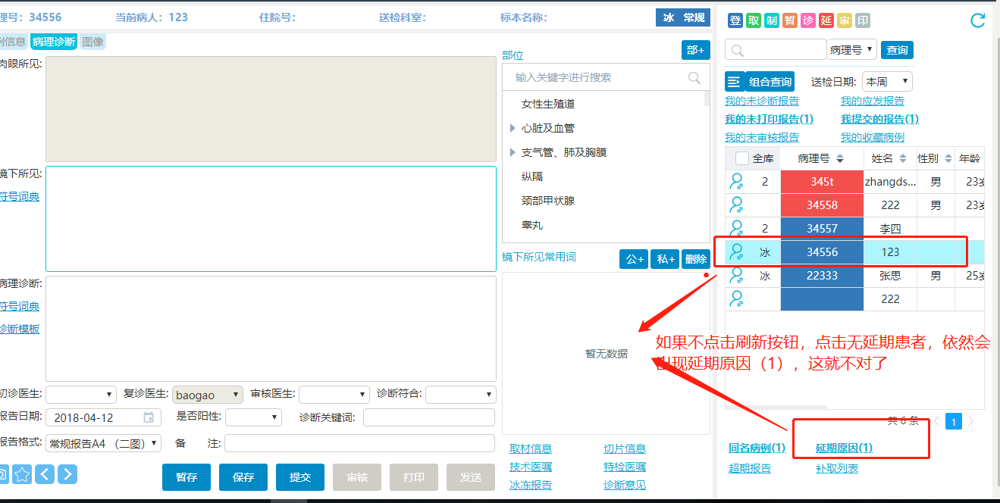 理号: 34556 当前病人: 123 住院号: 送检科室: 标本名称: 冰 常规
例信息 病理诊断 图像
肉眼所见:
镜下所见:
符号词典
病理诊断:
符号词典
诊断模板
初诊医生: 复诊医生: baogao 审核医生: 诊断符合:
报告日期: 2018-04-12 是否阳性: 诊断关键词:
报告格式: 常规报告A4 （二图） 备 注:
暂存 保存 提交 审核 打印 发送
部位 部+
输入关键字进行搜索
女性生殖道
心脏及血管
支气管、肺及胸膜
纵隔
颈部甲状腺
睾丸
镜下所见常用词 公+ 私+ 删除
暂无数据
取材信息 切片信息
技术医嘱 特检医嘱
冰冻报告 诊断意见
登 取 制 暂 诊 延 审 印
病理号 查询
组合查询 送检日期: 本周
我的未诊断报告 我的应发报告
我的未打印报告(1) 我提交的报告(1)
我的未审核报告 我的收藏病例
全库 病理号 姓名 性别 年龄
2 345t zhangds... 男 23岁
34558 222 男 23岁
2 34557 李四
冰 34556 123
冰 22333 张思 男 25岁
222
如果不点击刷新按钮，点击无延期患者，依然会
出现延期原因（1），这就不对了
共 6 条 1
同名病例(1) 延期原因(1)
超期报告 补取列表